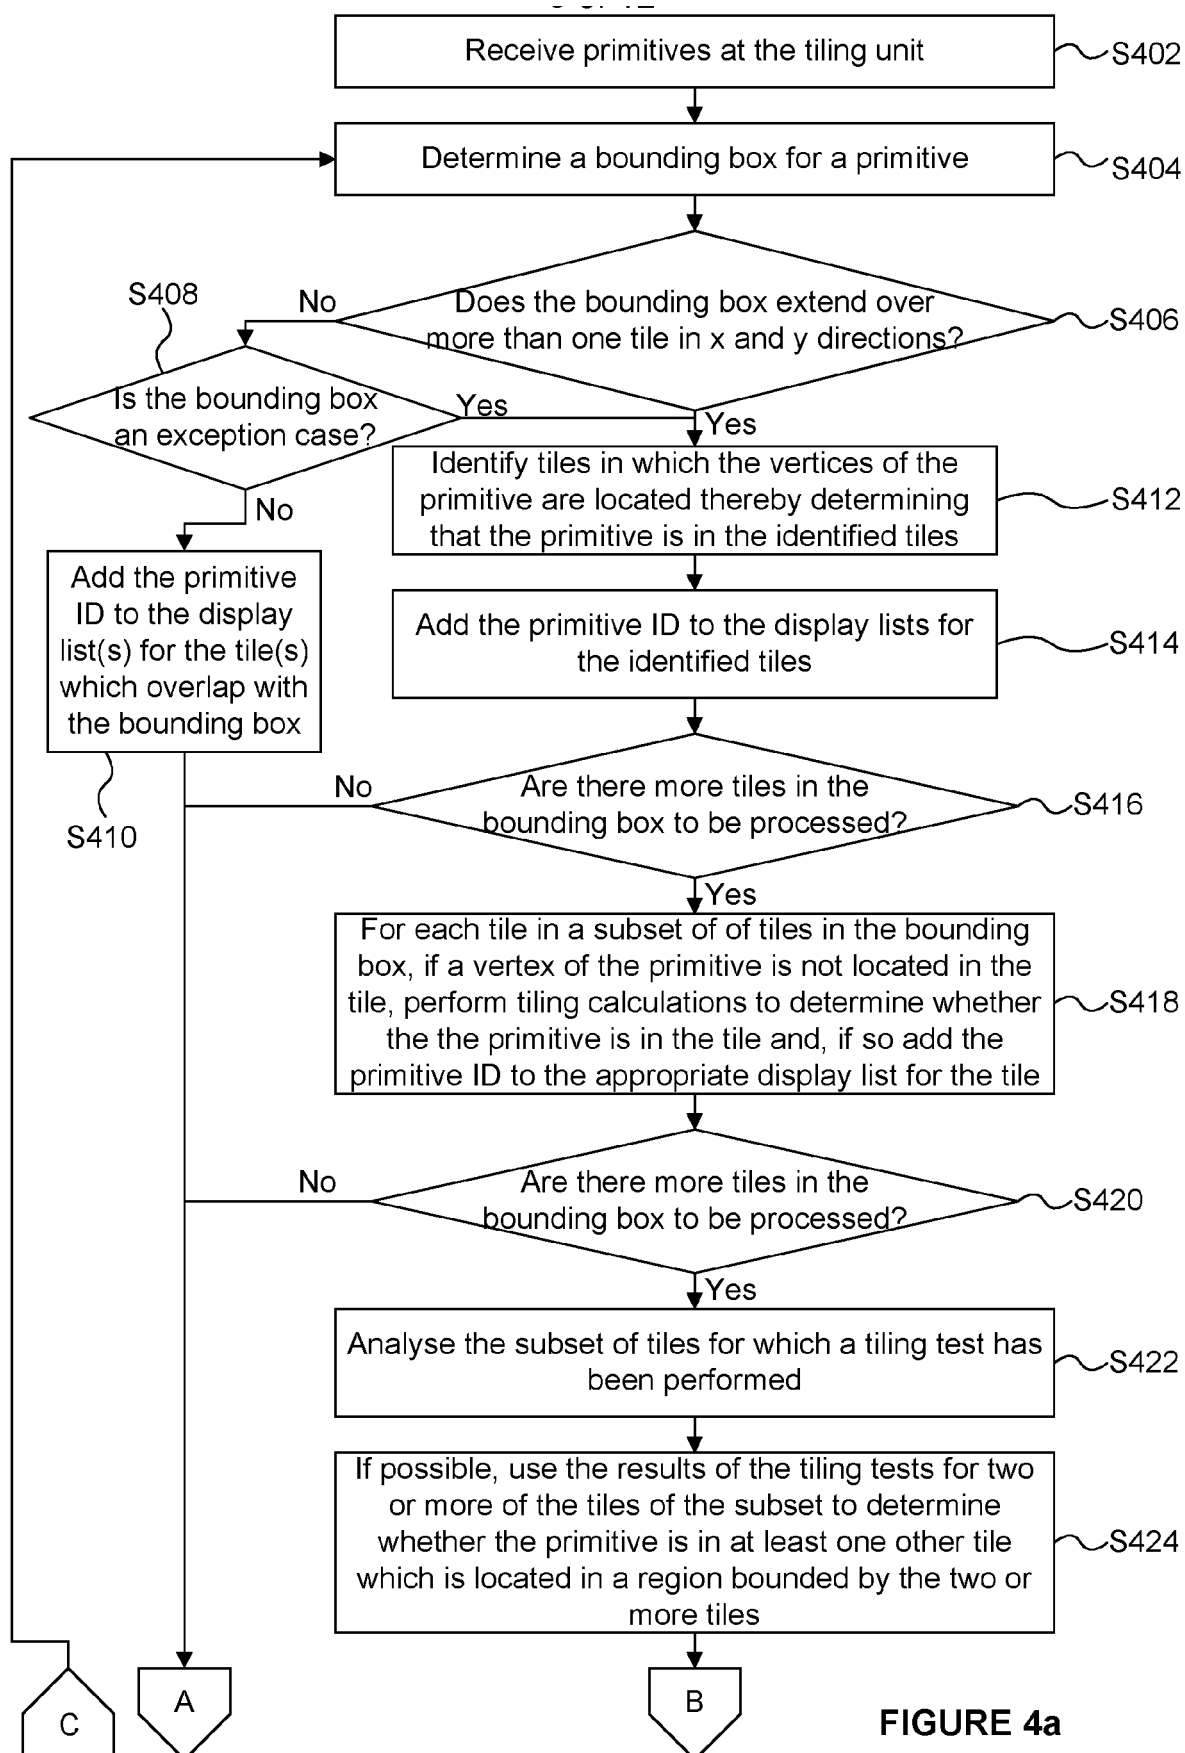 Receive primitives at the tiling unit
S402
Determine a bounding box for a primitive
S404
S408
No
Does the bounding box extend over
more than one tile in x and y directions?
S406
Is the bounding box
an exception case?
Yes
Yes
No
Identify tiles in which the vertices of the
primitive are located thereby determining
that the primitive is in the identified tiles
S412
Add the primitive
ID to the display
list(s) for the tile(s)
which overlap with
the bounding box
S410
Add the primitive ID to the display lists for
the identified tiles
S414
No
Are there more tiles in the
bounding box to be processed?
S416
Yes
For each tile in a subset of of tiles in the bounding
box, if a vertex of the primitive is not located in the
tile, perform tiling calculations to determine whether
the the primitive is in the tile and, if so add the
primitive ID to the appropriate display list for the tile
S418
No
Are there more tiles in the
bounding box to be processed?
S420
Yes
Analyse the subset of tiles for which a tiling test has
been performed
S422
If possible, use the results of the tiling tests for two
or more of the tiles of the subset to determine
whether the primitive is in at least one other tile
which is located in a region bounded by the two or
more tiles
S424
C
A
B
FIGURE 4a